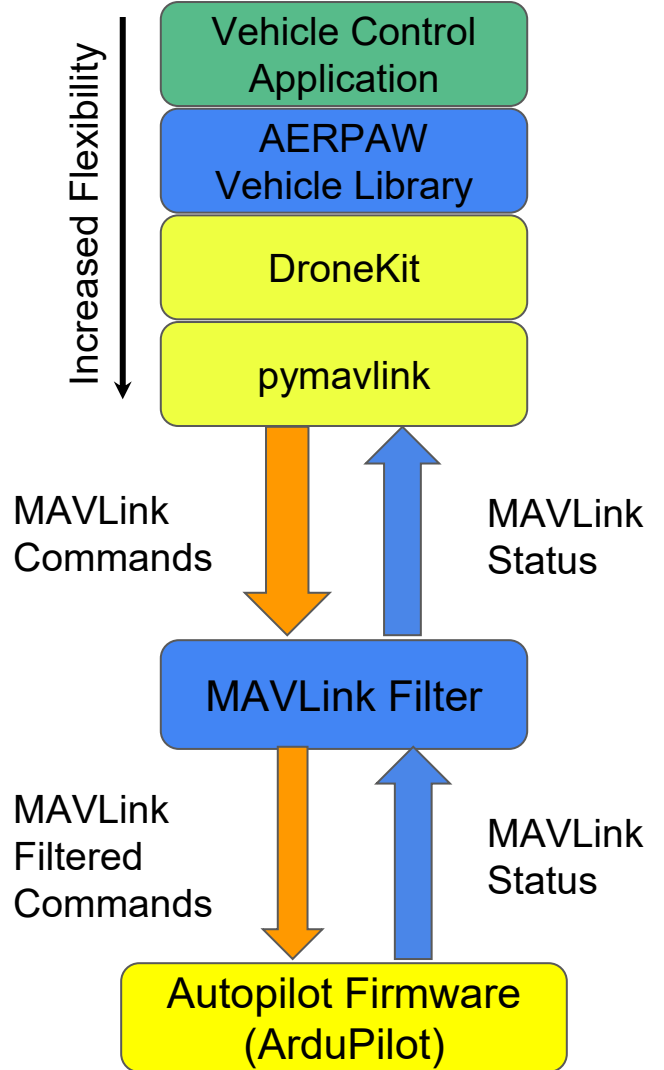 Increased Flexibility
Vehicle Control
Application
AERPAW
Vehicle Library
DroneKit
pymavlink
MAVLink
Commands
MAVLink
Status
MAVLink Filter
MAVLink
Filtered
Commands
MAVLink
Status
Autopilot Firmware
(ArduPilot)